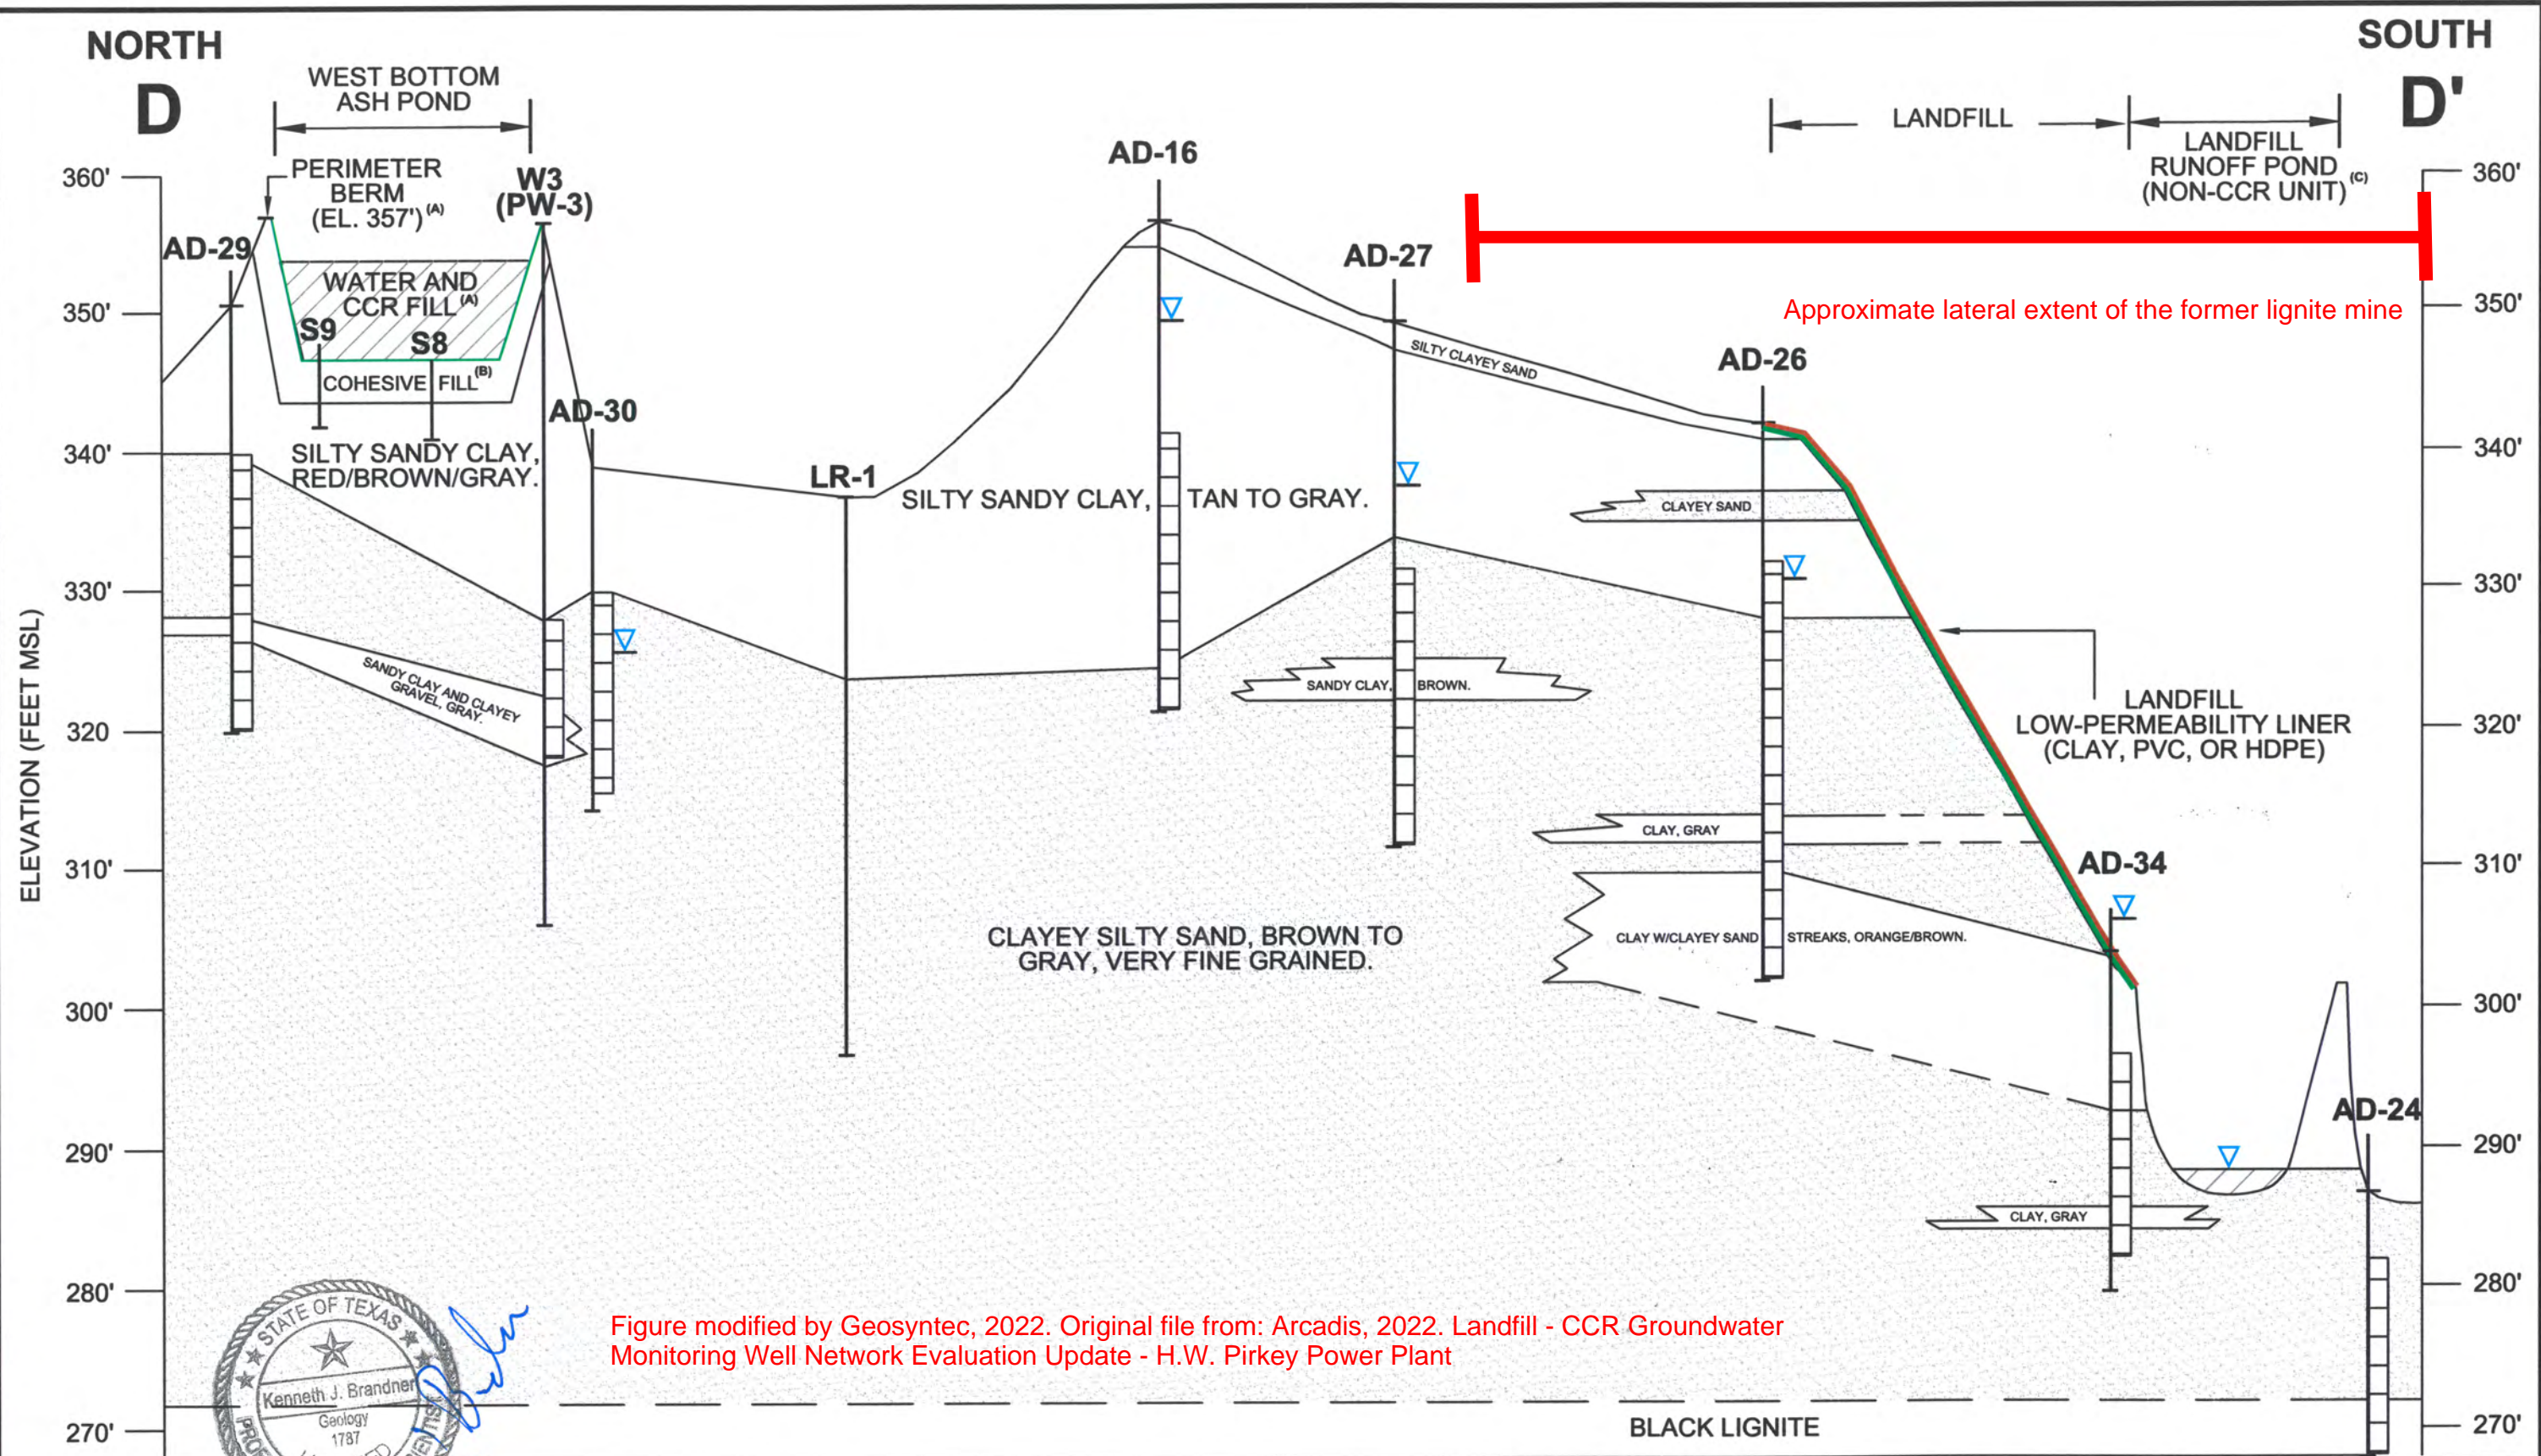 NORTH
D
SOUTH
D'
WEST BOTTOM
ASH POND
LANDFILL
LANDFILL
RUNOFF POND
(NON-CCR UNIT) (C)
PERIMETER
BERM
(EL. 357') (A)
W3
(PW-3)
AD-16
AD-29
AD-27
WATER AND
CCR FILL (A)
S9
S8
COHESIVE FILL (B)
Approximate lateral extent of the former lignite mine
SILTY CLAYEY SAND
AD-26
AD-30
SILTY SANDY CLAY,
RED/BROWN/GRAY.
LR-1
SILTY SANDY CLAY, TAN TO GRAY.
CLAYEY SAND
SANDY CLAY AND CLAYEY
GRAVEL, GRAY.
SANDY CLAY, BROWN.
LANDFILL
LOW-PERMEABILITY LINER
(CLAY, PVC, OR HDPE)
CLAY, GRAY
AD-34
CLAYEY SILTY SAND, BROWN TO
GRAY, VERY FINE GRAINED.
CLAY W/CLAYEY SAND STREAKS, ORANGE/BROWN.
AD-24
CLAY, GRAY
BLACK LIGNITE
ELEVATION (FEET MSL)
360'
350'
340'
330'
320
310'
300'
290'
280'
270'
360'
350'
340'
330'
320'
310'
300'
290'
280'
270'
STATE OF TEXAS
Kenneth J. Brandner
Geology
1787
Figure modified by Geosyntec, 2022. Original file from: Arcadis, 2022. Landfill - CCR Groundwater
Monitoring Well Network Evaluation Update - H.W. Pirkey Power Plant